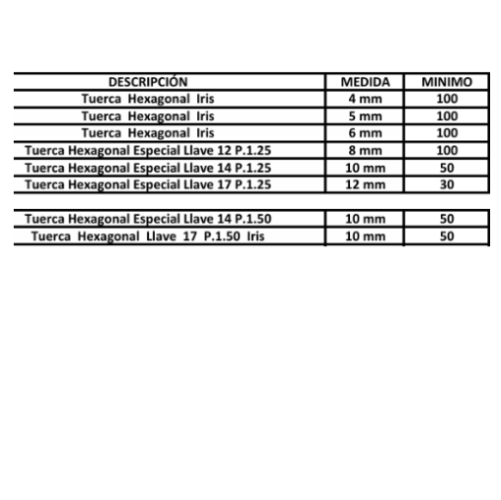 DESCRIPCIÓN MEDIDA MINIMO
Tuerca Hexagonal Iris 4 mm 100
Tuerca Hexagonal Iris 5 mm 100
Tuerca Hexagonal Iris 6 mm 100
Tuerca Hexagonal Especial Llave 12 P.1.25 8 mm 100
Tuerca Hexagonal Especial Llave 14 P.1.25 10 mm 50
Tuerca Hexagonal Especial Llave 17 P.1.25 12 mm 30
Tuerca Hexagonal Especial Llave 14 P.1.50 10 mm 50
Tuerca Hexagonal Llave 17 P.1.50 Iris 10 mm 50